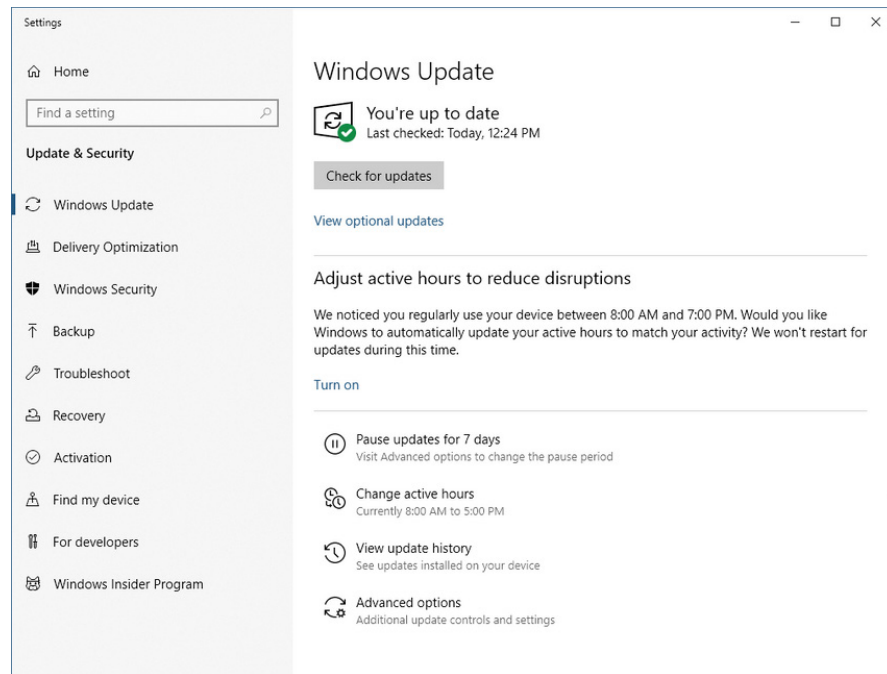 Settings
Home
Find a setting
Update & Security
Windows Update
Delivery Optimization
Windows Security
Backup
Troubleshoot
Recovery
Activation
Find my device
For developers
Windows Insider Program
Windows Update
You're up to date
Last checked: Today, 12:24 PM
Check for updates
View optional updates
Adjust active hours to reduce disruptions
We noticed you regularly use your device between 8:00 AM and 7:00 PM. Would you like
Windows to automatically update your active hours to match your activity? We won't restart for
updates during this time.
Turn on
Pause updates for 7 days
Visit Advanced options to change the pause period
Change active hours
Currently 8:00 AM to 5:00 PM
View update history
See updates installed on your device
Advanced options
Additional update controls and settings